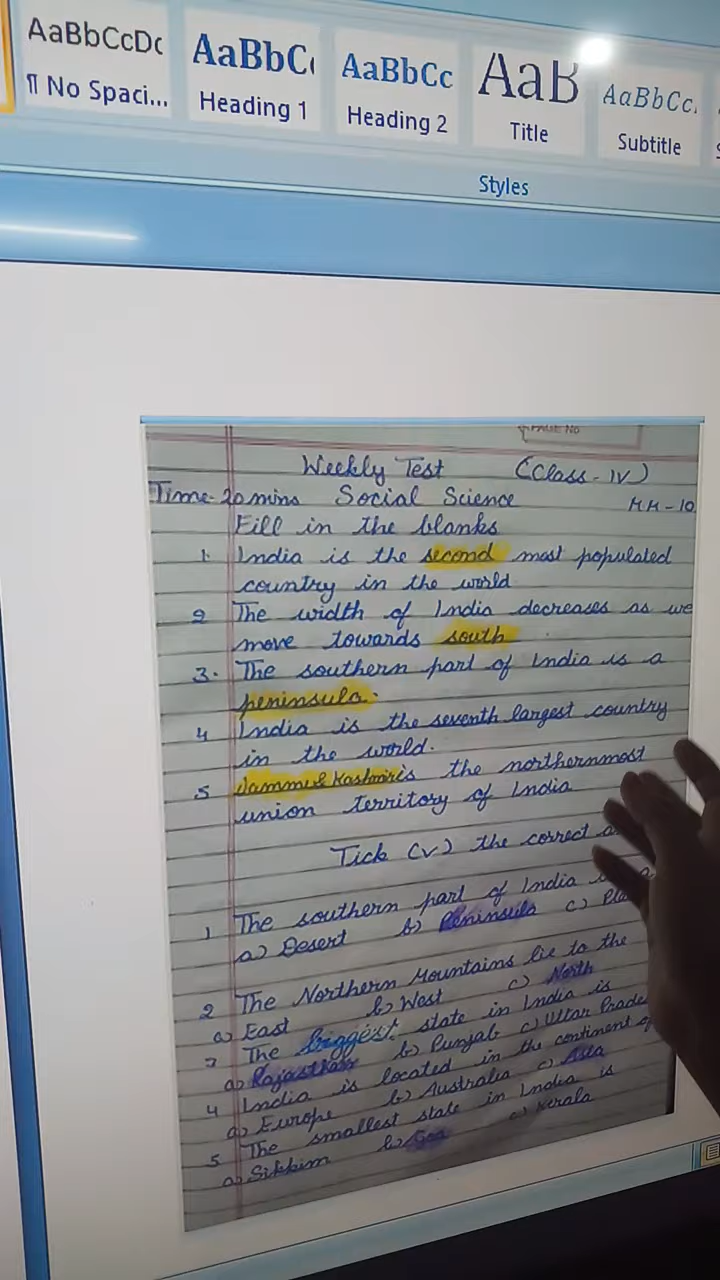 AaBbCcDc AaBbC AaBbCc AaB AaBbCc.
¶ No Spaci... Heading 1 Heading 2 Title Subtitle
Styles
PAGE No
Weekly Test (Class-IV)
Time-20 mins Social Science MM-10
Fill in the blanks
1. India is the second most populated
country in the world
2 The width of India decreases as we
move towards south
3. The southern part of India is a
peninsula.
4 India is the seventh largest country
in the world.
5 Jammu & Kashmir is the northernmost
union territory of India
Tick (v) the correct
1 The southern part of India
a) Desert b) Peninsula c)
2 The Northern Mountains lie to the
a) East b) West c) North
3 The biggest state in India is
a) Rajasthan b) Punjab c) Uttar Prade
4 India is located in the continent of
a) Europe b) Australia c) Asia
5 The smallest state in India is
a) Sikkim b) Goa c) Kerala